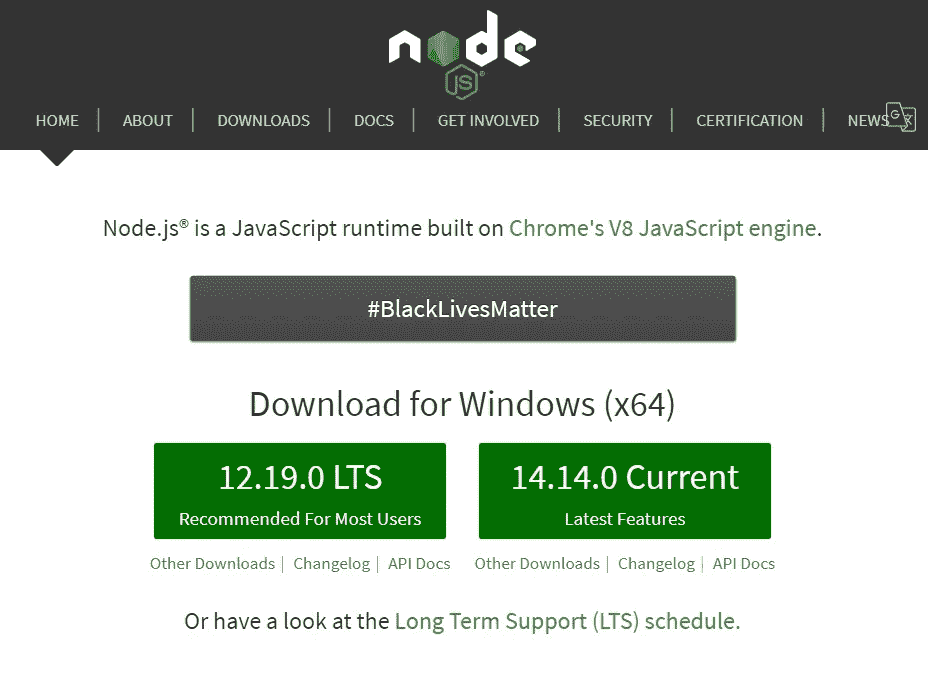 node
JS®
HOME | ABOUT | DOWNLOADS | DOCS | GET INVOLVED | SECURITY | CERTIFICATION | NEWS
Node.js® is a JavaScript runtime built on Chrome's V8 JavaScript engine.
#BlackLivesMatter
Download for Windows (x64)
12.19.0 LTS
Recommended For Most Users
14.14.0 Current
Latest Features
Other Downloads | Changelog | API Docs
Other Downloads | Changelog | API Docs
Or have a look at the Long Term Support (LTS) schedule.